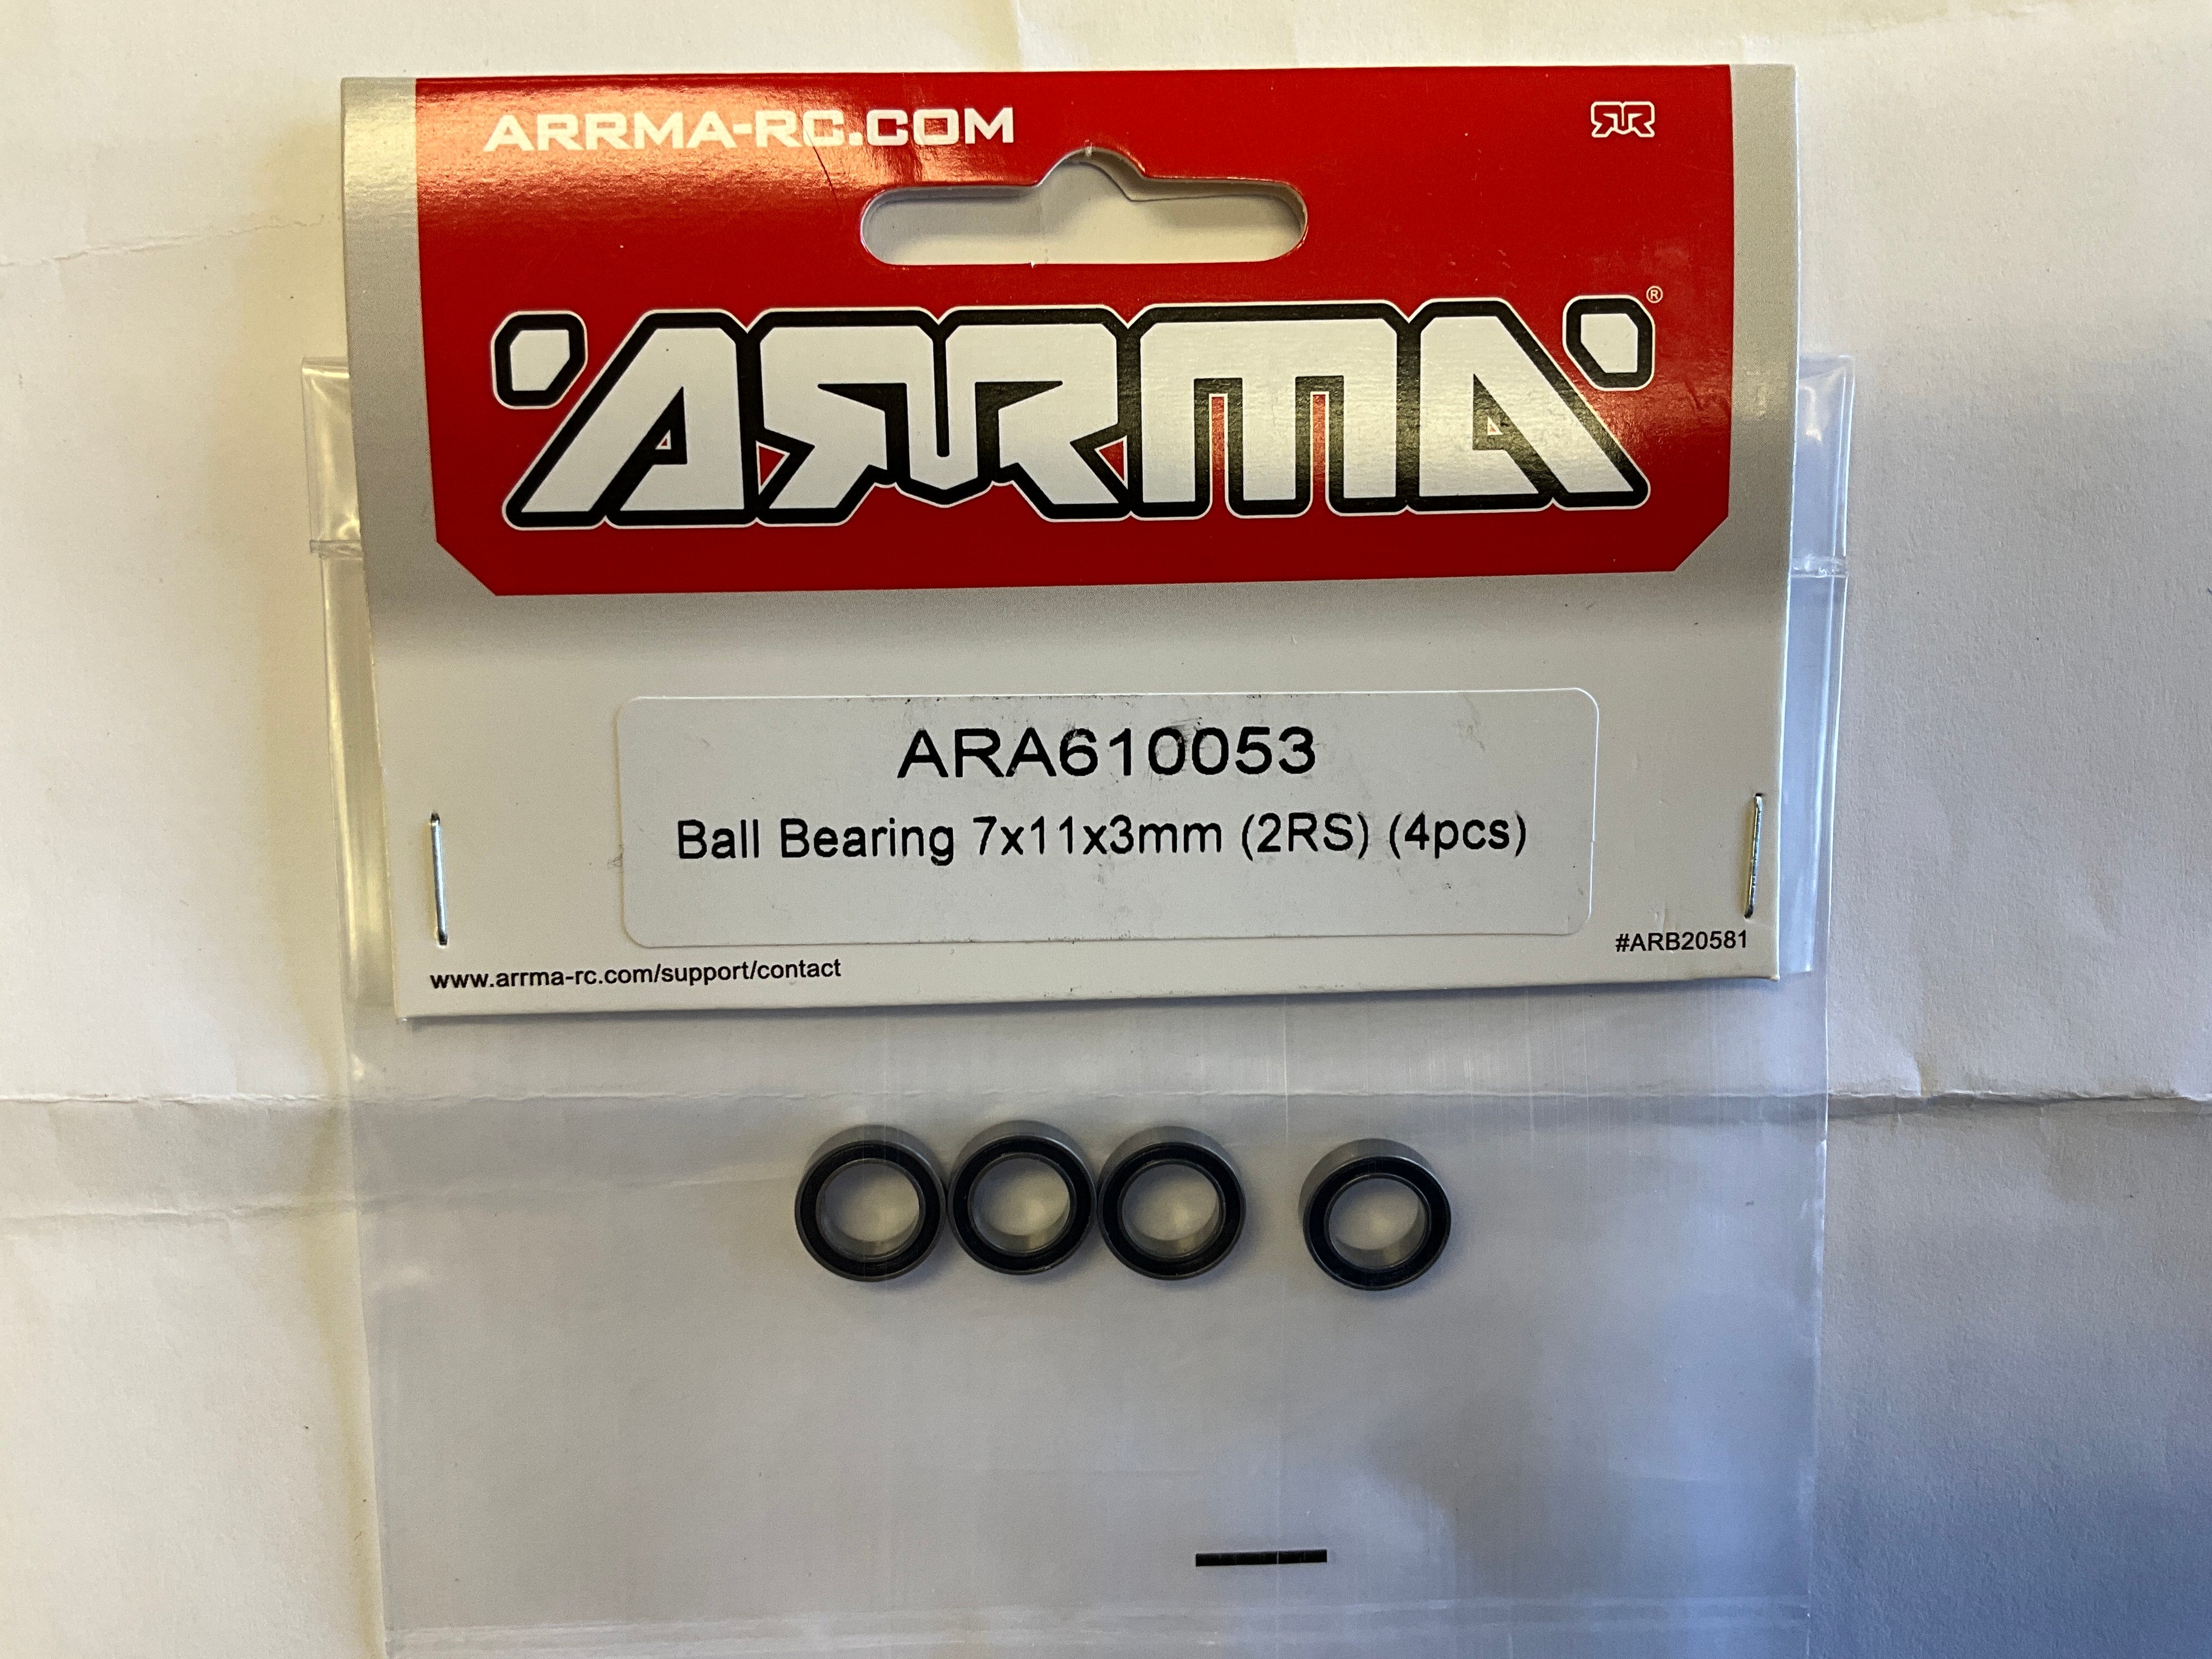 ARRMA-RC.COM
ARRMA®
ARA610053
Ball Bearing 7x11x3mm (2RS) (4pcs)
#ARB20581
www.arrma-rc.com/support/contact